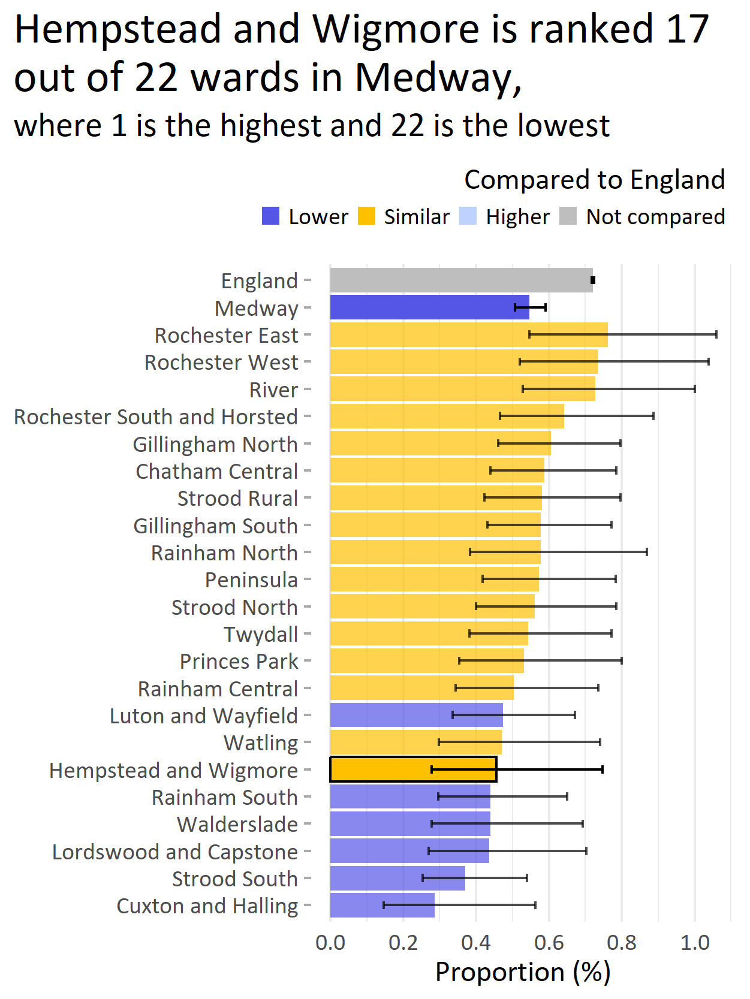 Hempstead and Wigmore is ranked 17
out of 22 wards in Medway,
where 1 is the highest and 22 is the lowest
Compared to England
Lower Similar Higher Not compared
England
Medway
Rochester East
Rochester West
River
Rochester South and Horsted
Gillingham North
Chatham Central
Strood Rural
Gillingham South
Rainham North
Peninsula
Strood North
Twydall
Princes Park
Rainham Central
Luton and Wayfield
Watling
Hempstead and Wigmore
Rainham South
Walderslade
Lordswood and Capstone
Strood South
Cuxton and Halling
0.0 0.2 0.4 0.6 0.8 1.0
Proportion (%)